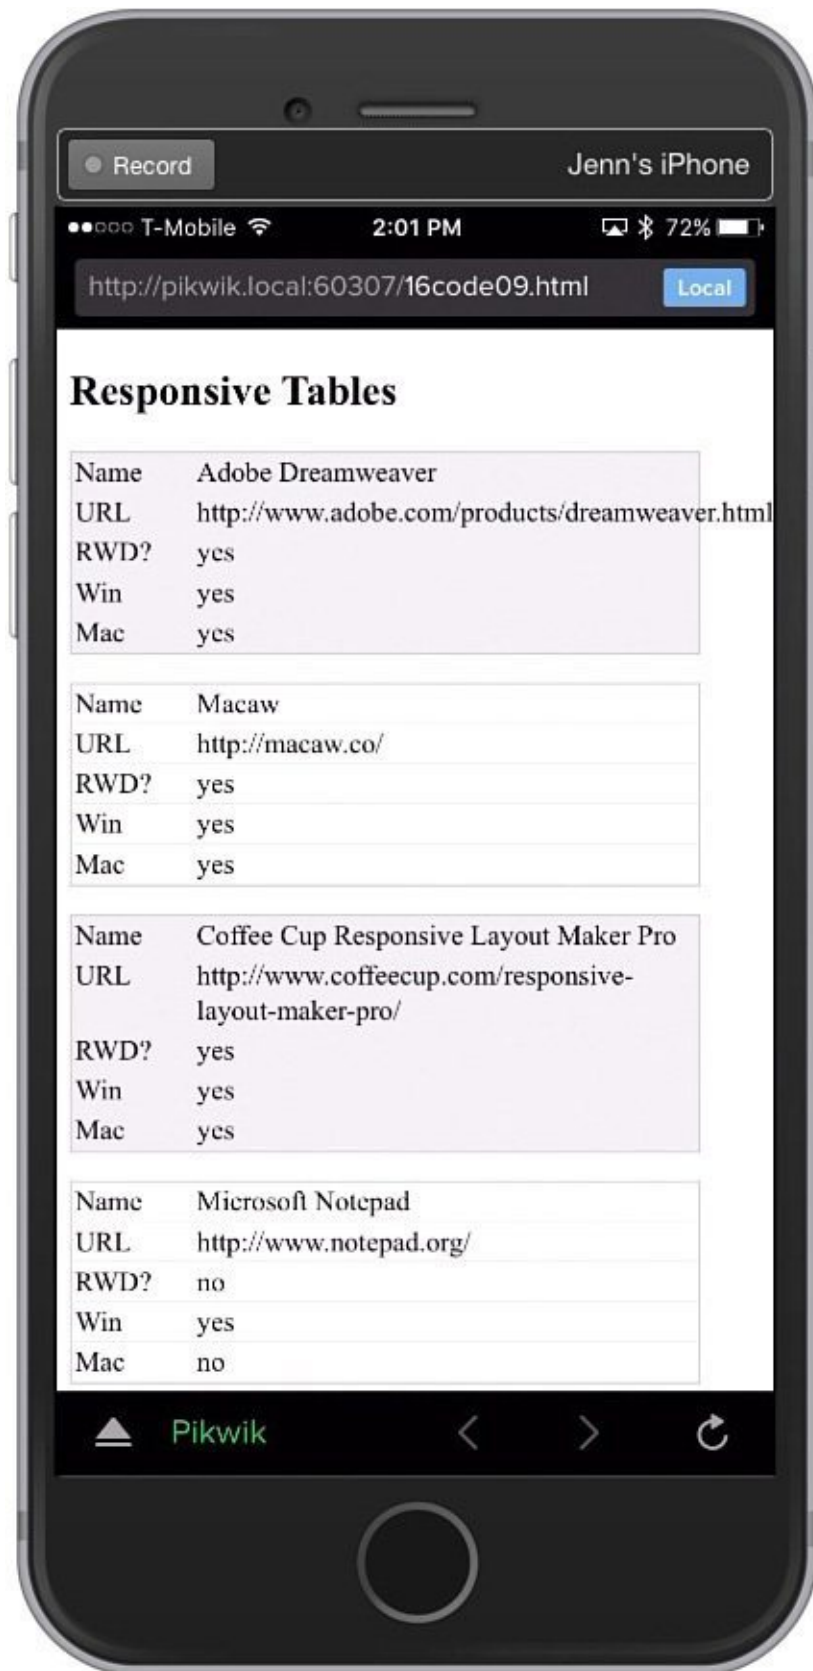 Record Jenn's iPhone
T-Mobile 2:01 PM 72%
http://pikwik.local:60307/16code09.html Local
Responsive Tables
Name Adobe Dreamweaver
URL http://www.adobe.com/products/dreamweaver.html
RWD? yes
Win yes
Mac yes
Name Macaw
URL http://macaw.co/
RWD? yes
Win yes
Mac yes
Name Coffee Cup Responsive Layout Maker Pro
URL http://www.coffeecup.com/responsive-
layout-maker-pro/
RWD? yes
Win yes
Mac yes
Name Microsoft Notepad
URL http://www.notepad.org/
RWD? no
Win yes
Mac no
Pikwik